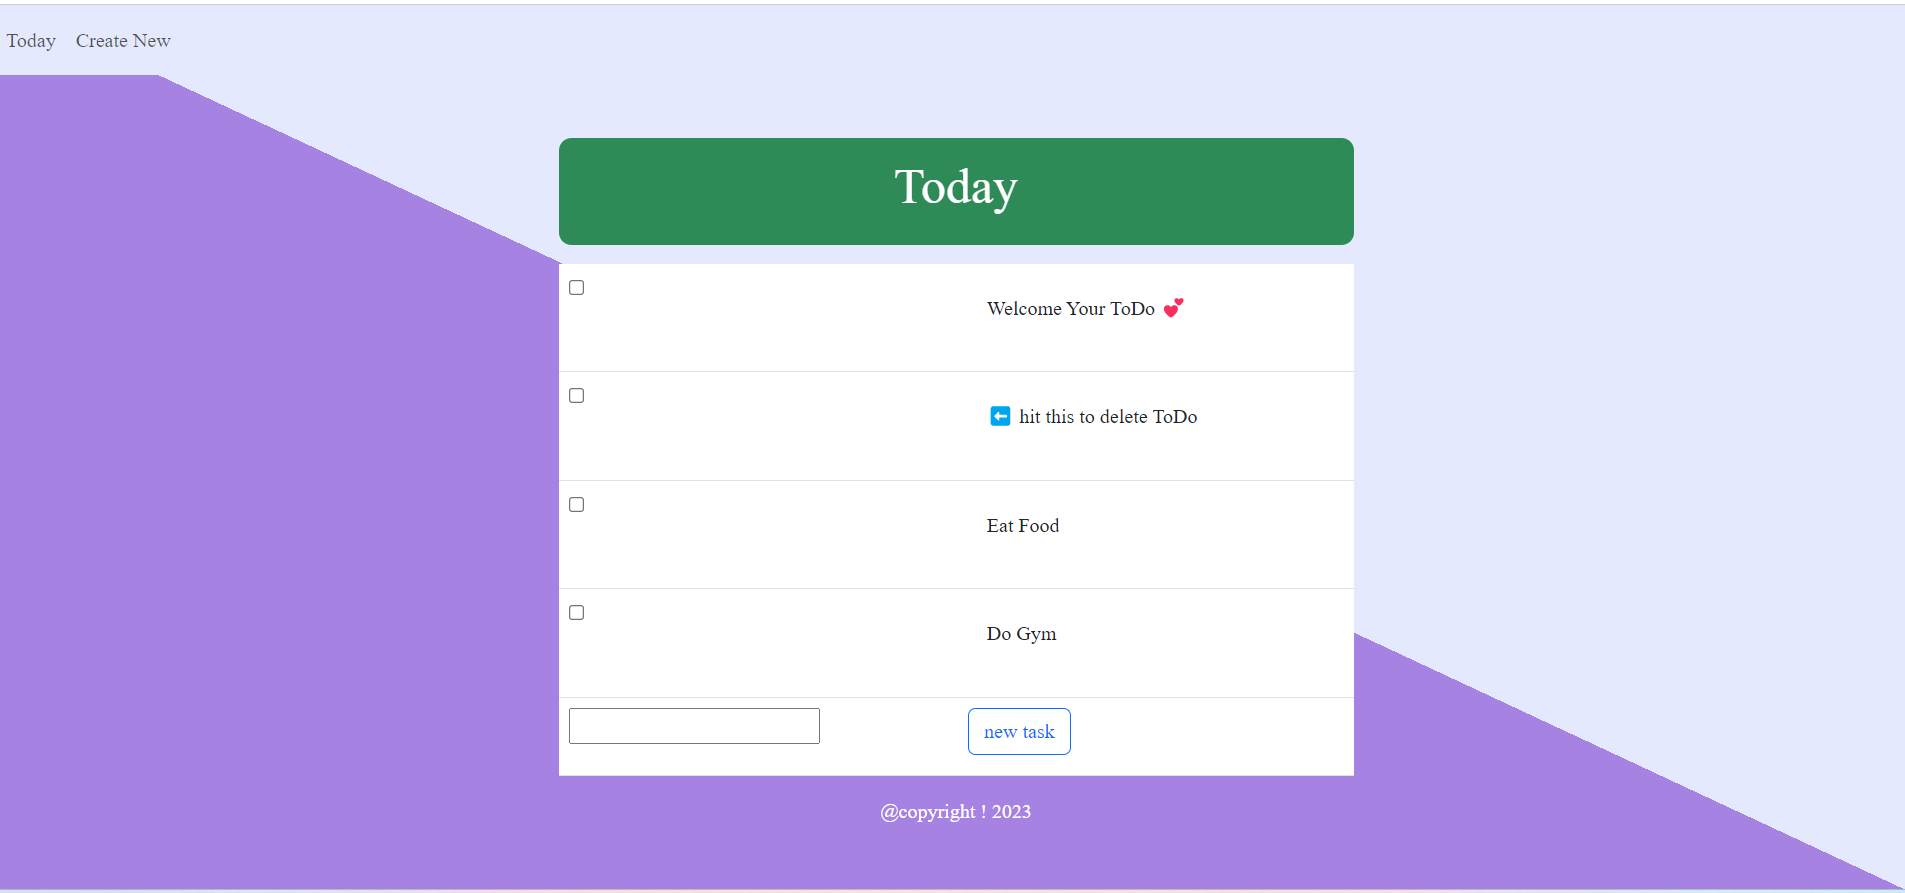 Today Create New
Today
Welcome Your ToDo 💕
⬅️ hit this to delete ToDo
Eat Food
Do Gym
new task
@copyright ! 2023